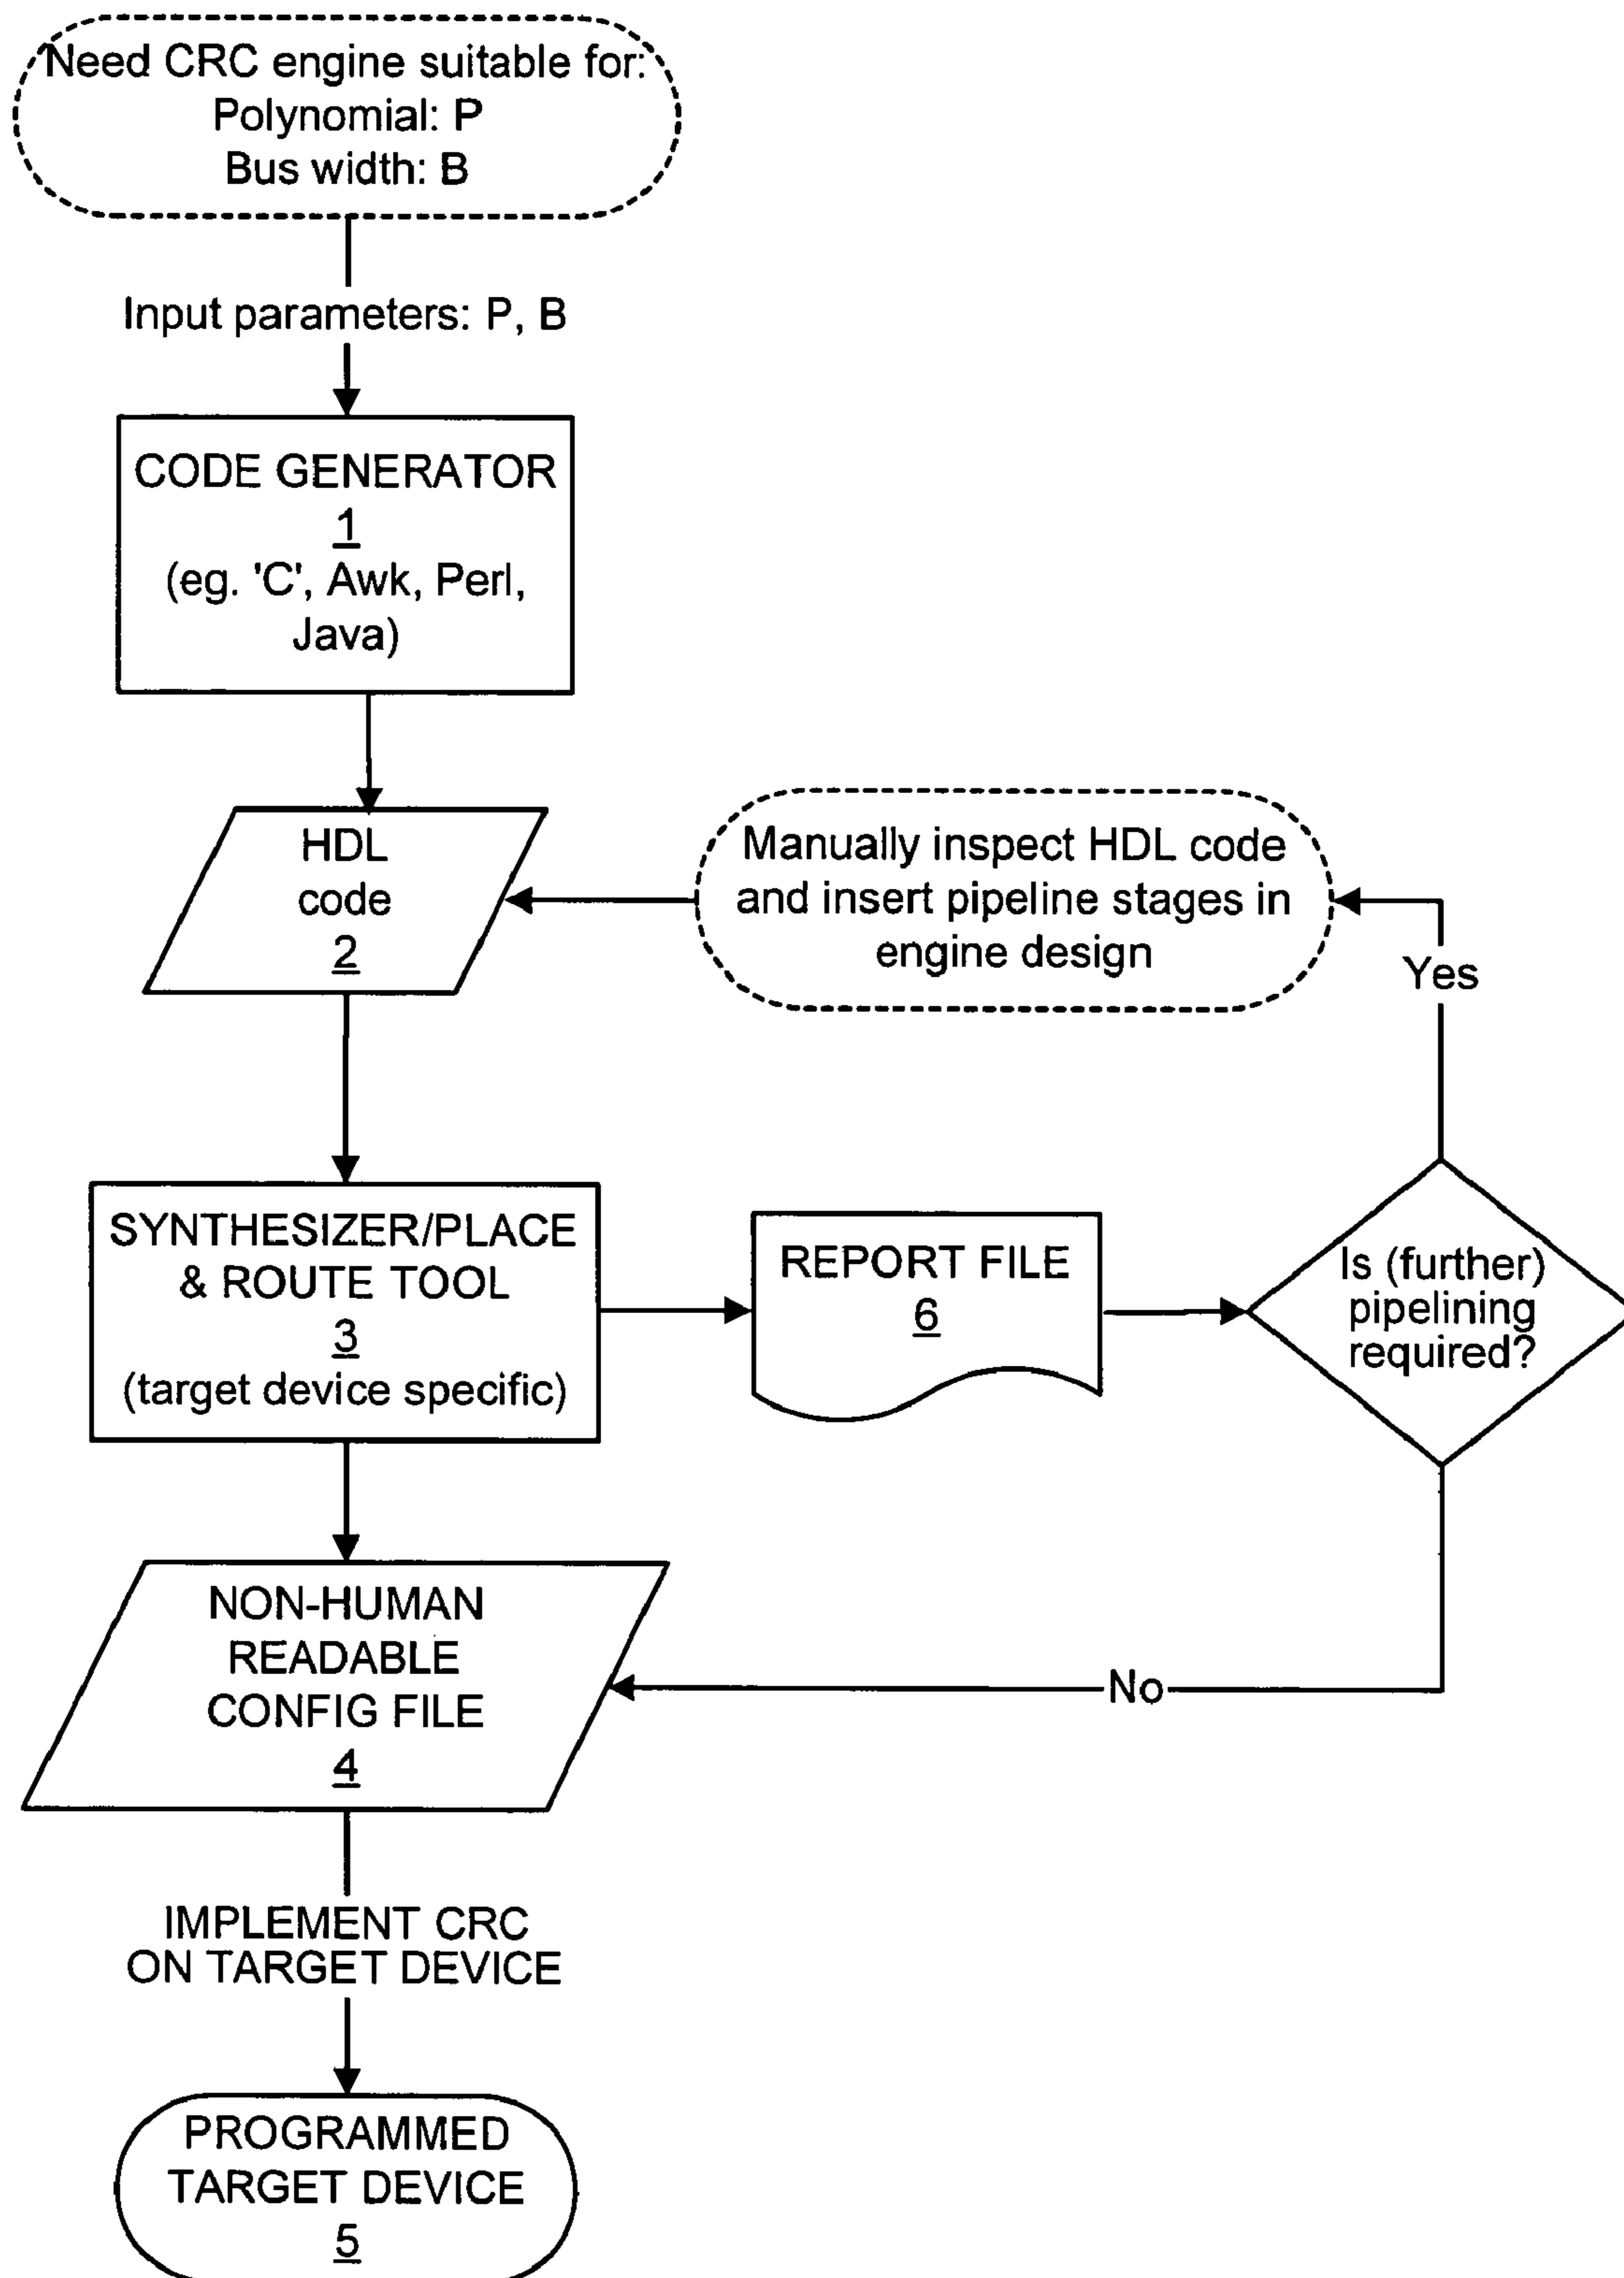 Need CRC engine suitable for:
Polynomial: P
Bus width: B
Input parameters: P, B
CODE GENERATOR
1
(eg. 'C', Awk, Perl,
Java)
HDL
code
2
Manually inspect HDL code
and insert pipeline stages in
engine design
Yes
SYNTHESIZER/PLACE
& ROUTE TOOL
3
(target device specific)
REPORT FILE
6
Is (further)
pipelining
required?
NON-HUMAN
READABLE
CONFIG FILE
4
No
IMPLEMENT CRC
ON TARGET DEVICE
PROGRAMMED
TARGET DEVICE
5